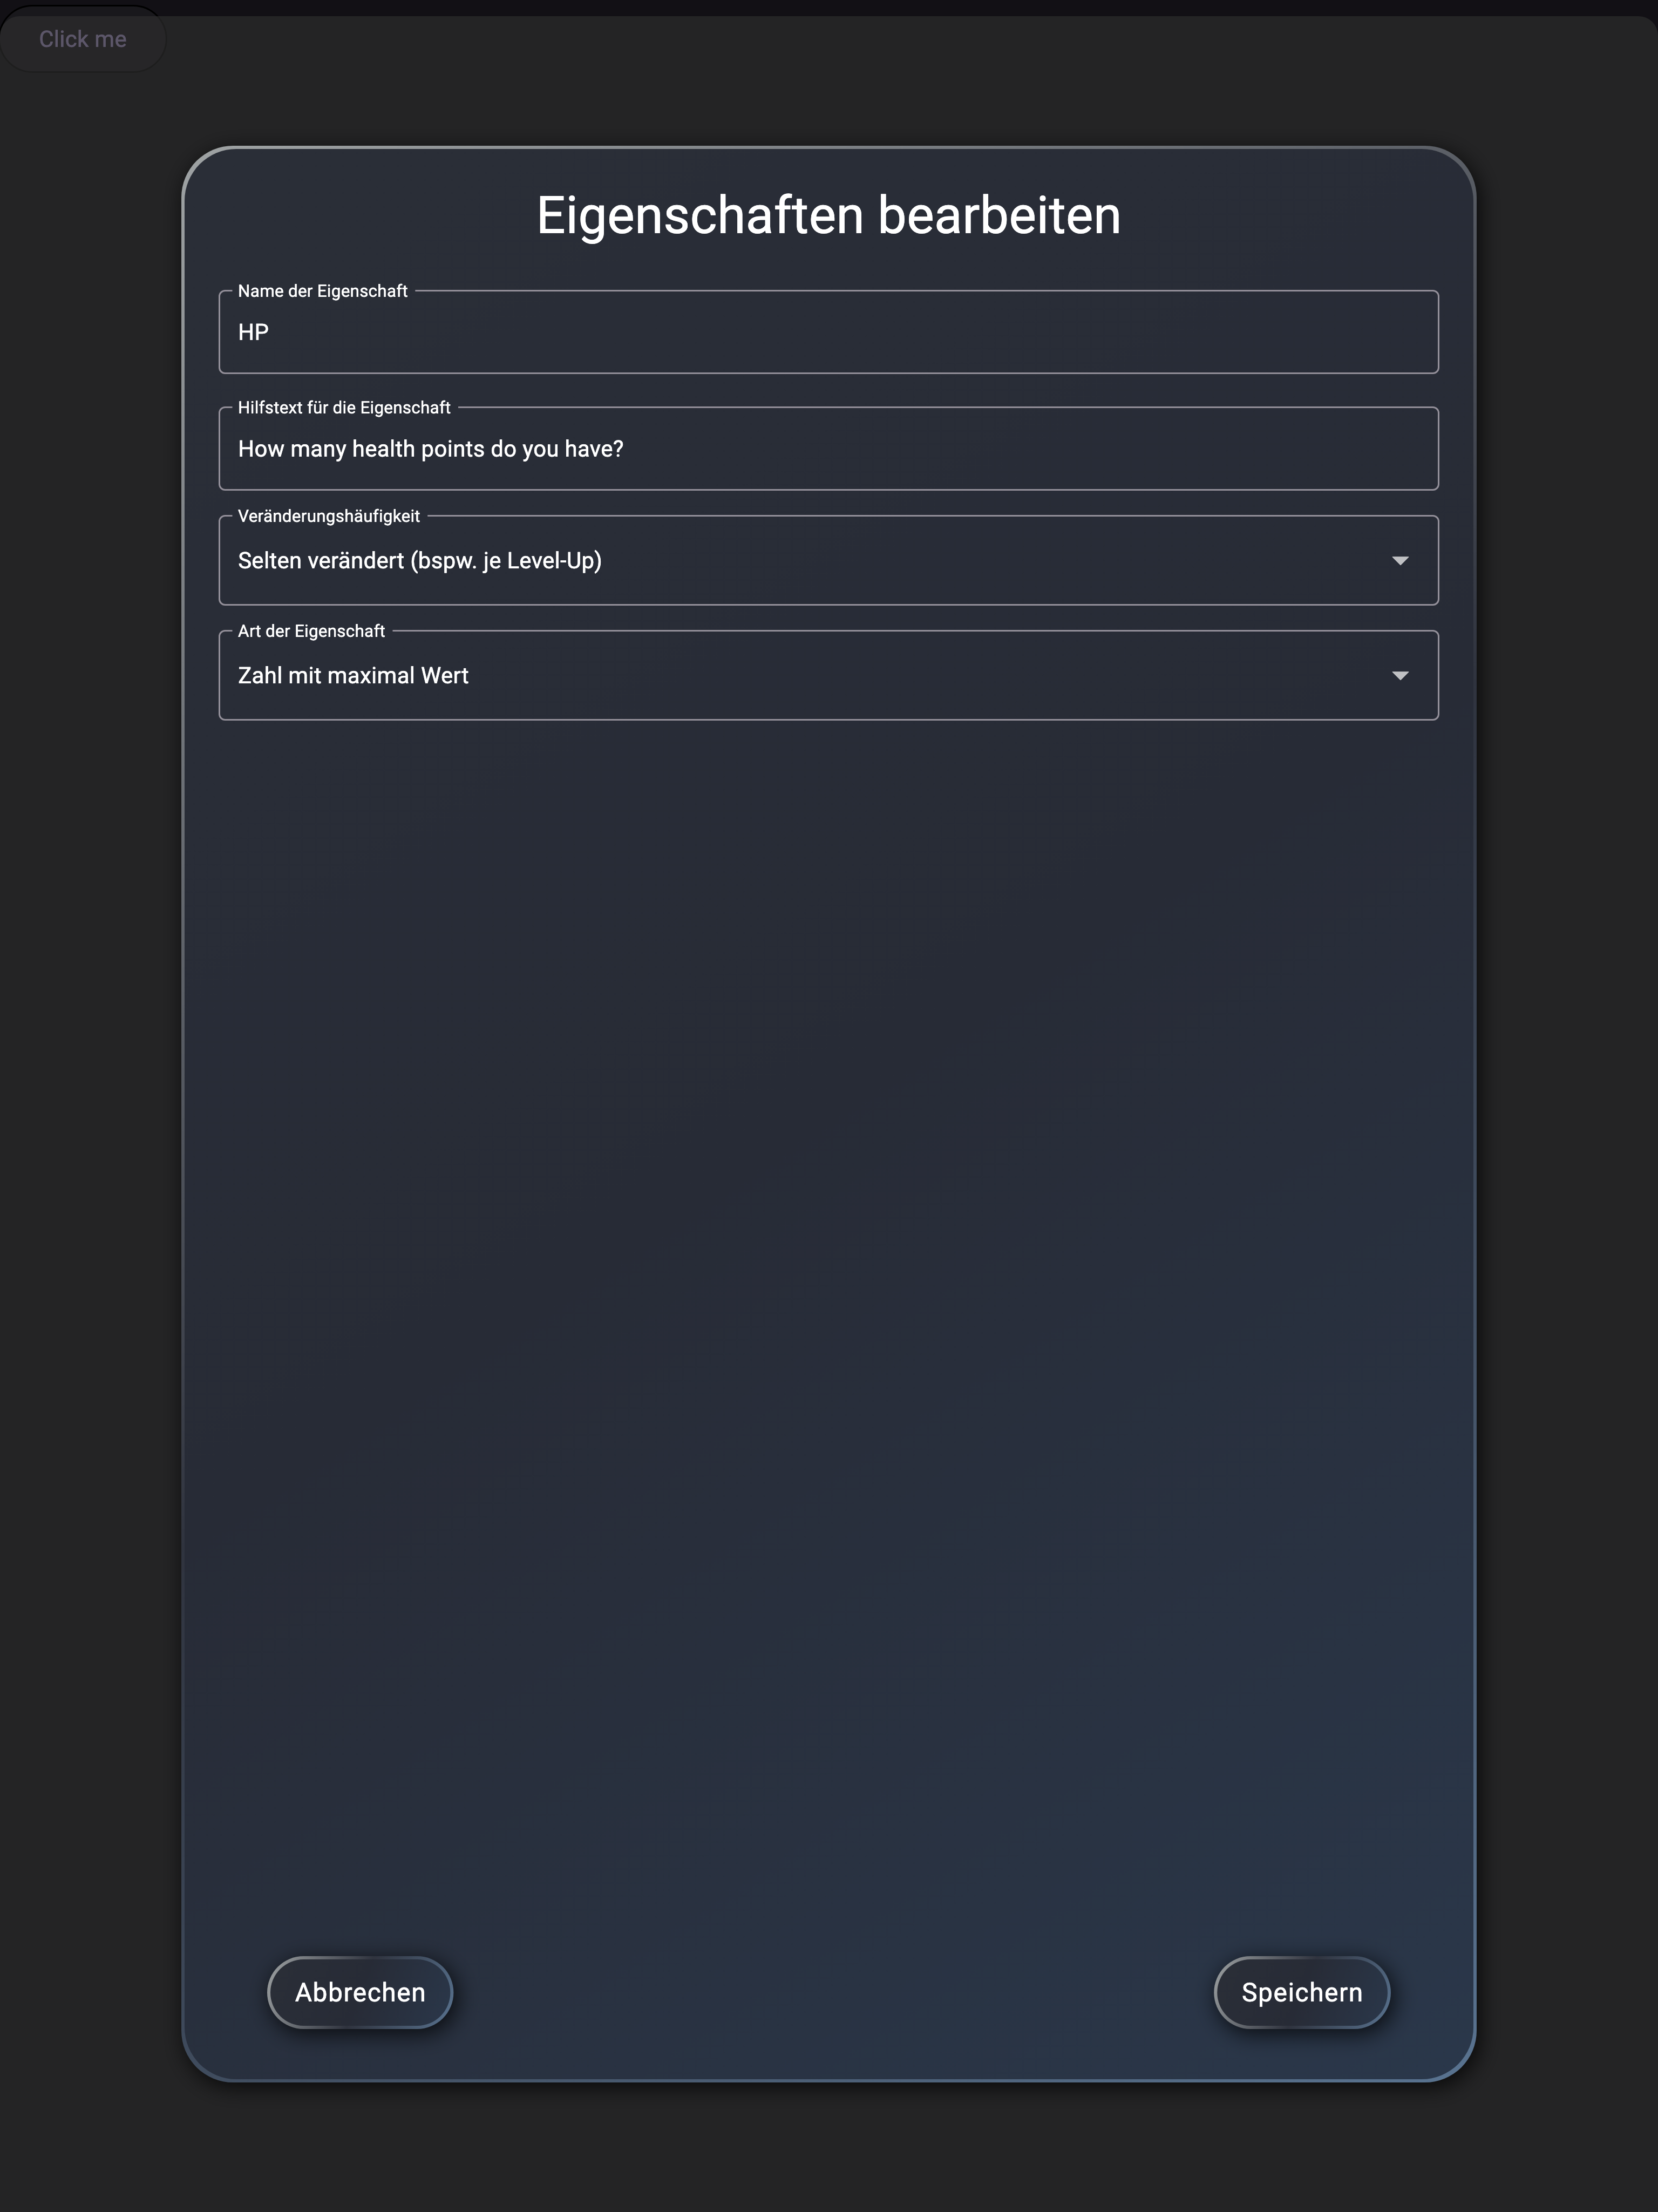 Click me
Eigenschaften bearbeiten
Name der Eigenschaft
HP
Hilfstext für die Eigenschaft
How many health points do you have?
Veränderungshäufigkeit
Selten verändert (bspw. je Level-Up)
Art der Eigenschaft
Zahl mit maximal Wert
Abbrechen
Speichern